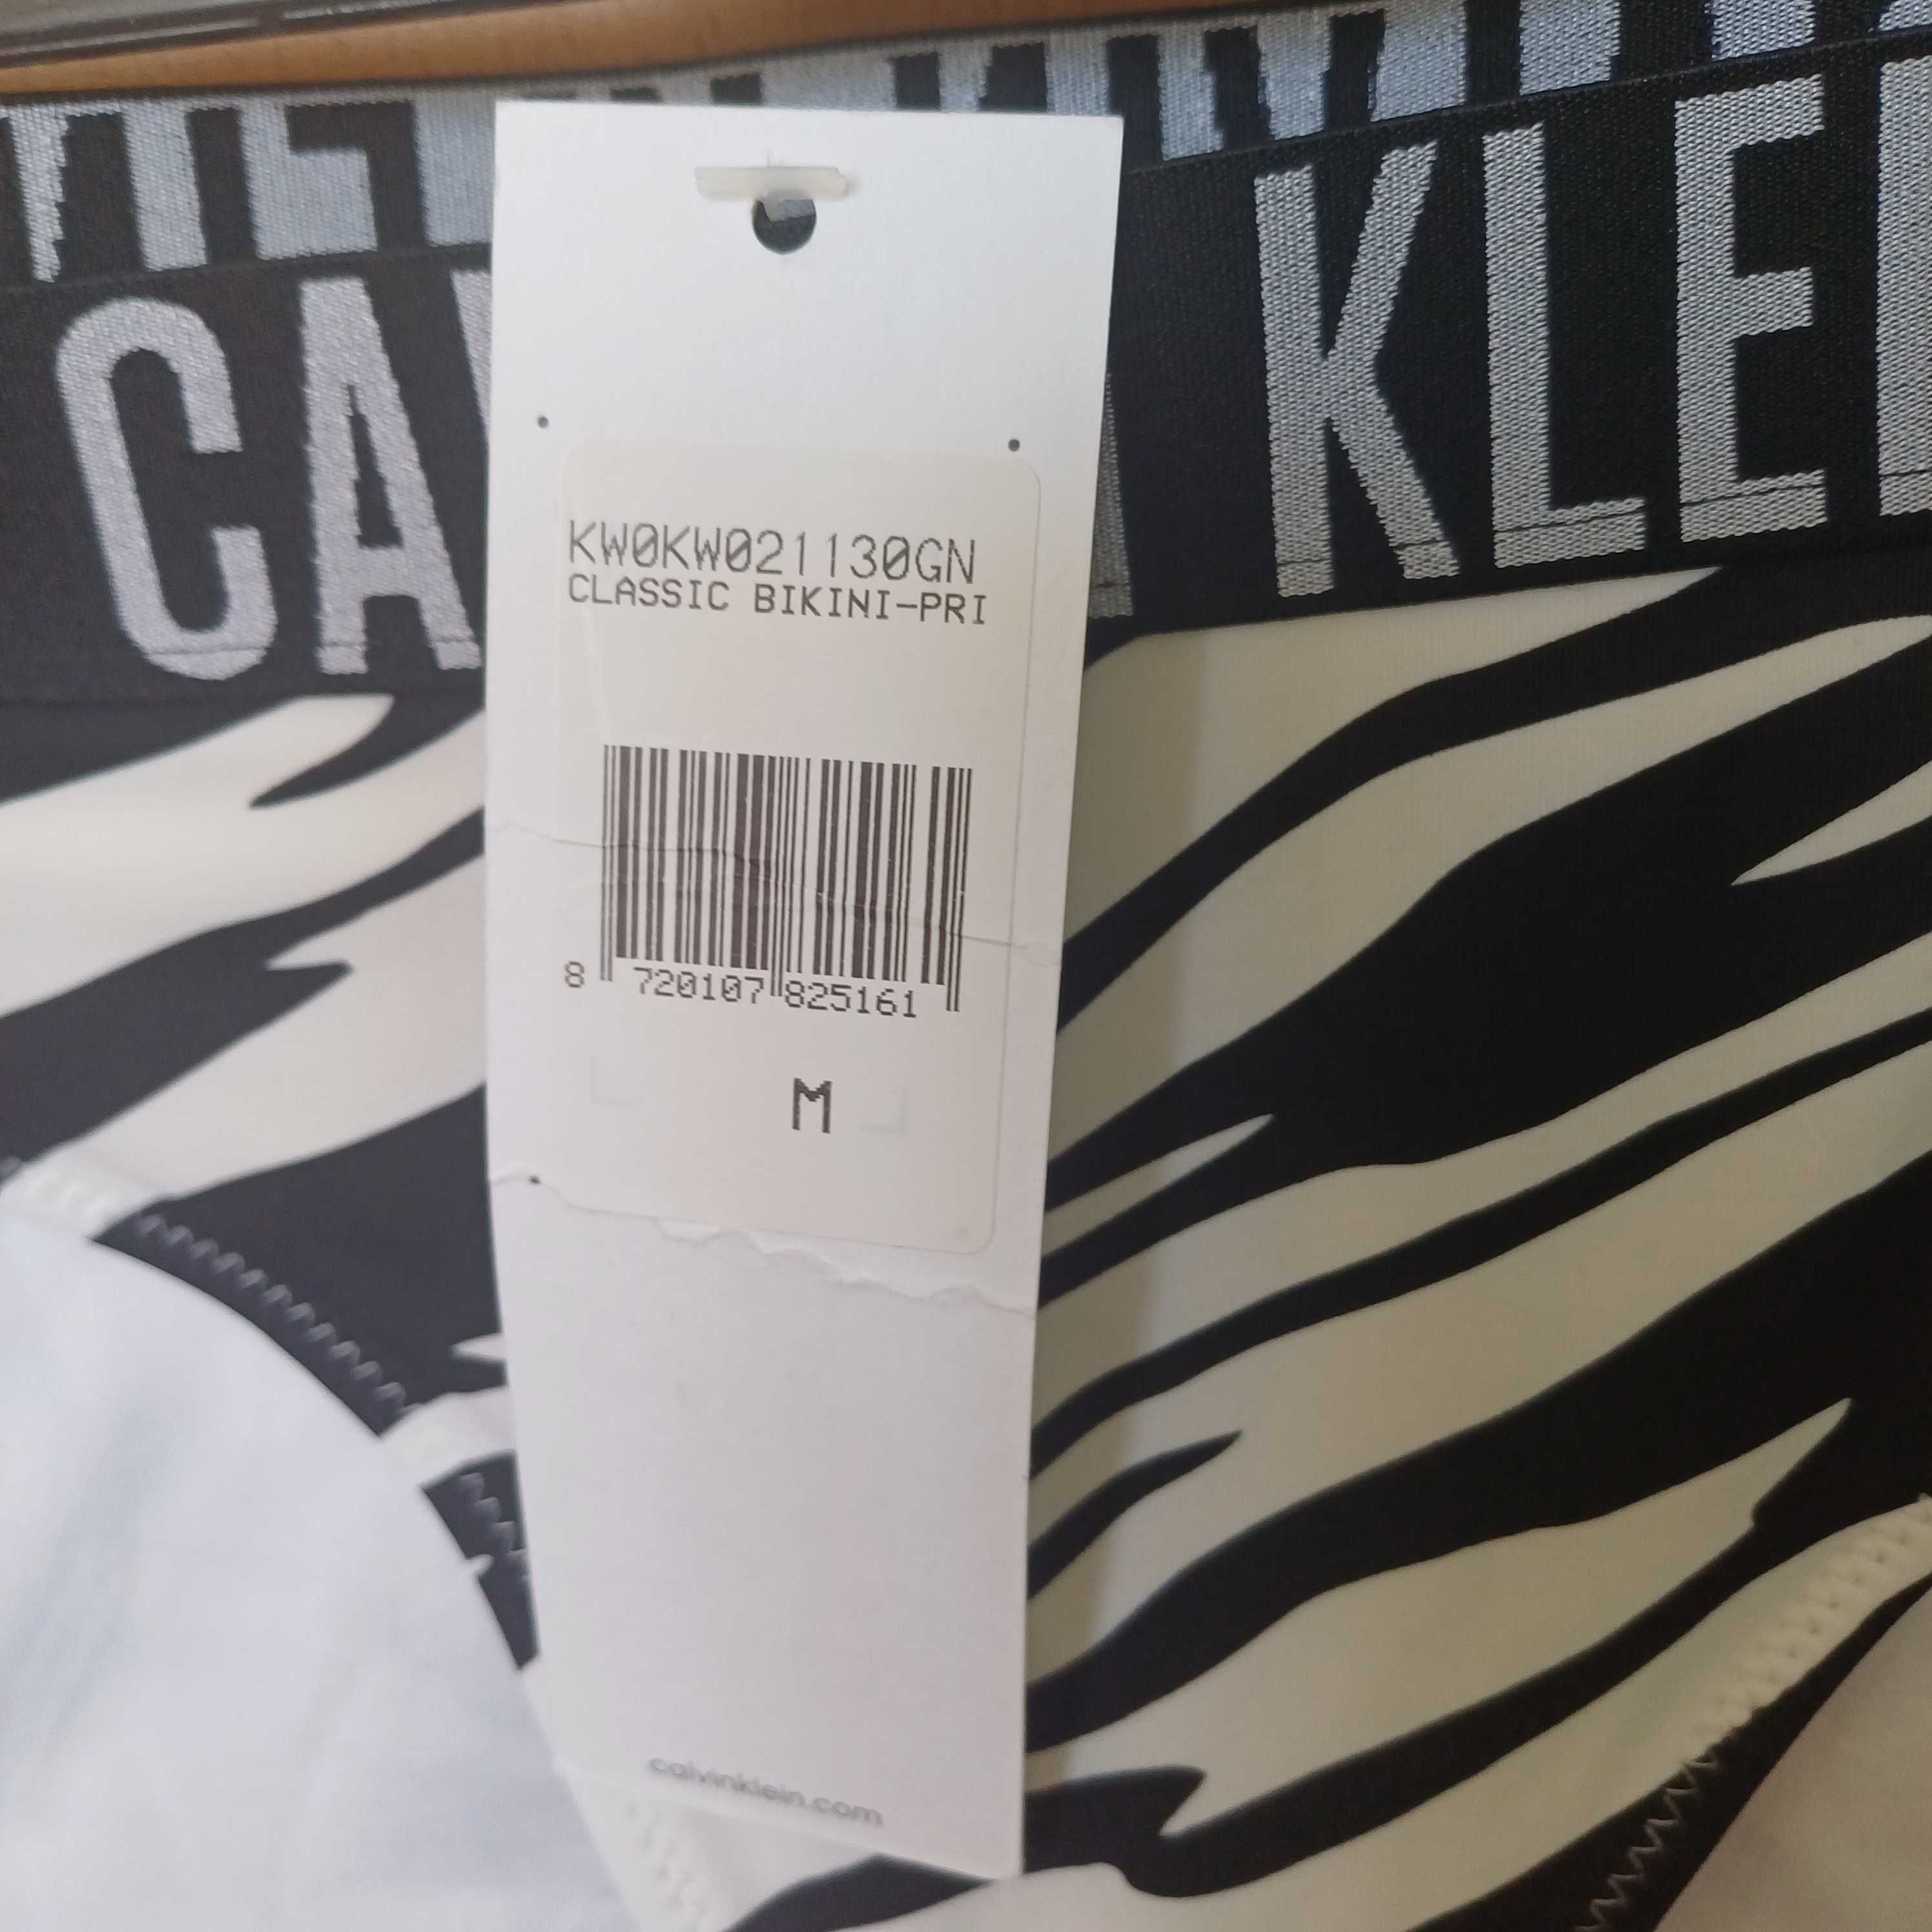 CA KLE
KW0KW021130GN
CLASSIC BIKINI-PRI
8 720107 825161
M
calvinklein.com